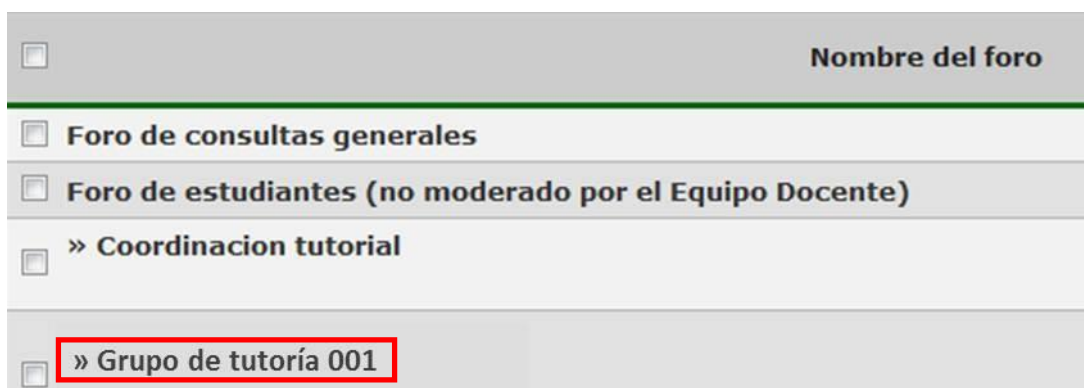 Nombre del foro
Foro de consultas generales
Foro de estudiantes (no moderado por el Equipo Docente)
» Coordinacion tutorial
» Grupo de tutoría 001